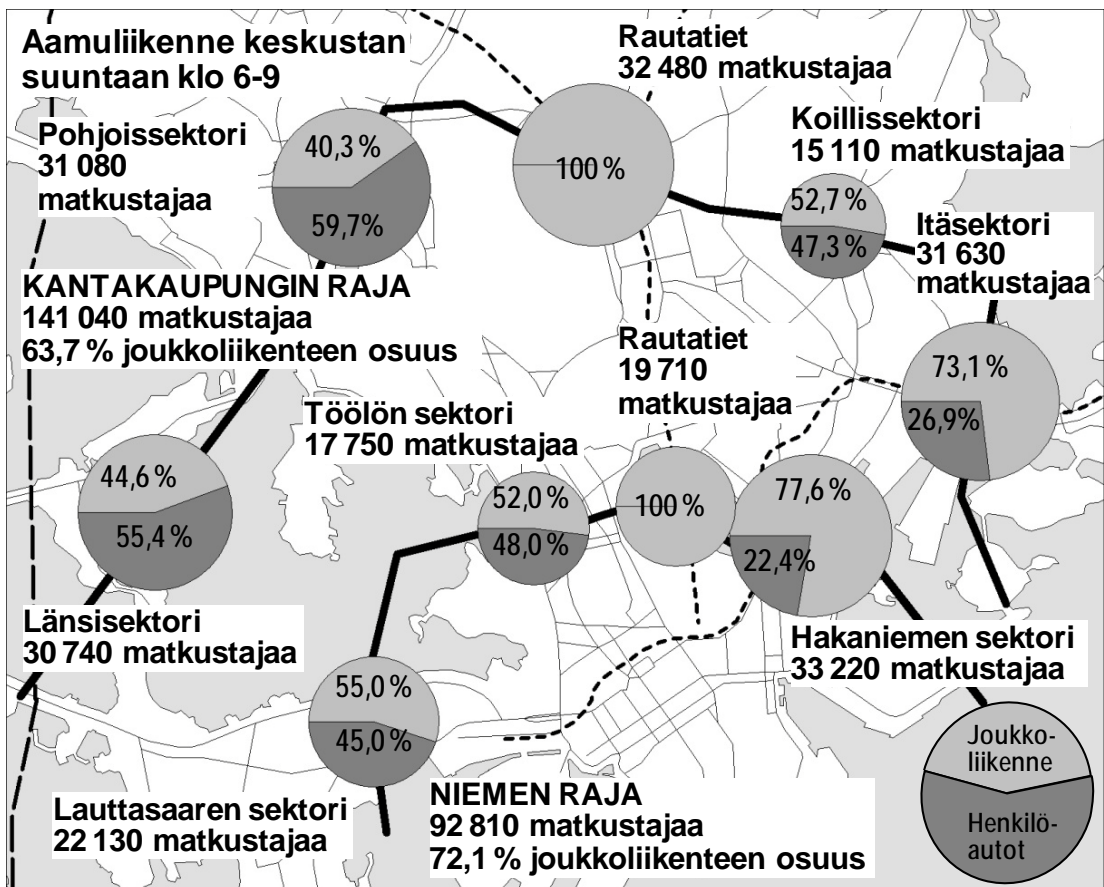 Aamuliikenne keskustan
suuntaan klo 6-9
Rautatiet
32 480 matkustajaa
Pohjoissektori
31 080
matkustajaa
40,3 %
59,7%
100 %
Koillissektori
15 110 matkustajaa
52,7 %
47,3 %
Itäsektori
31 630
matkustajaa
73,1 %
26,9%
KANTAKAUPUNGIN RAJA
141 040 matkustajaa
63,7 % joukkoliikenteen osuus
Rautatiet
19 710
matkustajaa
Töölön sektori
17 750 matkustajaa
44,6 %
55,4 %
52,0 %
48,0 %
100 %
77,6 %
22,4%
Länsisektori
30 740 matkustajaa
Hakaniemen sektori
33 220 matkustajaa
55,0 %
45,0 %
Lauttasaaren sektori
22 130 matkustajaa
NIEMEN RAJA
92 810 matkustajaa
72,1 % joukkoliikenteen osuus
Joukko-
liikenne
Henkilö-
autot